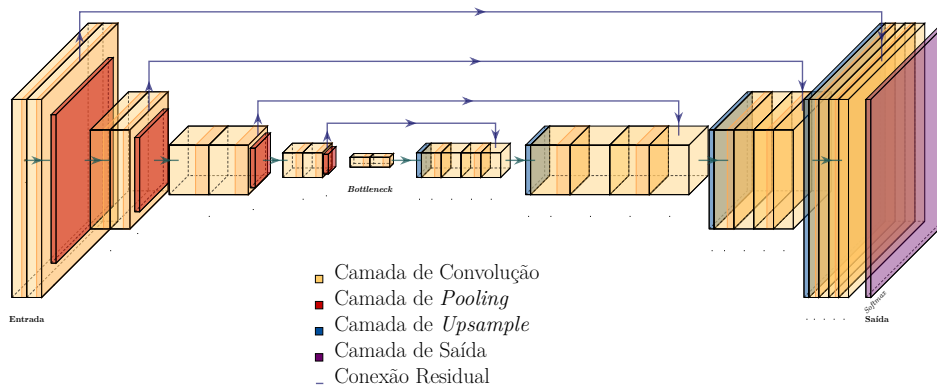 Bottleneck
Softmax
Entrada
Saída
Camada de Convolução
Camada de Pooling
Camada de Upsample
Camada de Saída
Conexão Residual